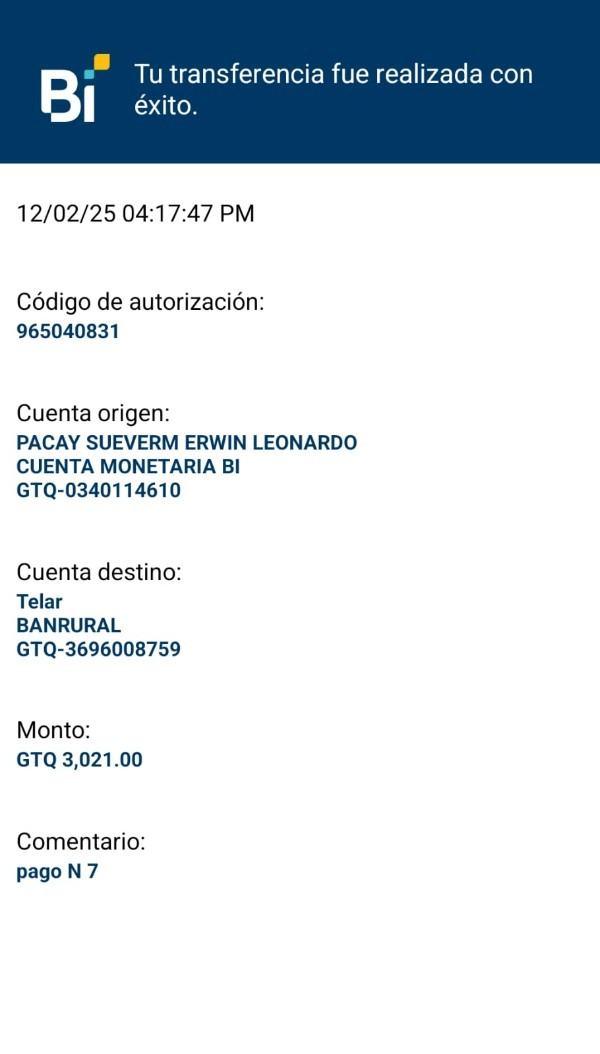 Bi
Tu transferencia fue realizada con
éxito.
12/02/25 04:17:47 PM
Código de autorización:
965040831
Cuenta origen:
PACAY SUEVERM ERWIN LEONARDO
CUENTA MONETARIA BI
GTQ-0340114610
Cuenta destino:
Telar
BANRURAL
GTQ-3696008759
Monto:
GTQ 3,021.00
Comentario:
pago N 7